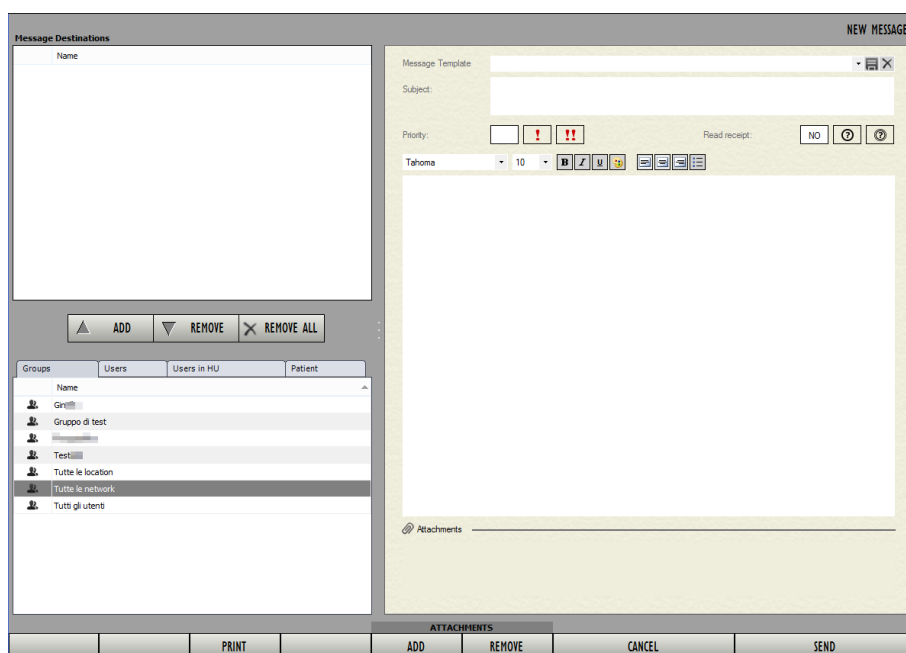 NEW MESSAGE
Message Destinations
Name
ADD
REMOVE
REMOVE ALL
Groups
Users
Users in HU
Patient
Name
Gruppo di test
Test
Tutte le location
Tutte le network
Tutti gli utenti
Message Template
Subject:
Priority:
! !!
Read receipt:
NO ? ?
Tahoma
10
B I U
Attachments
ATTACHMENTS
PRINT
ADD
REMOVE
CANCEL
SEND